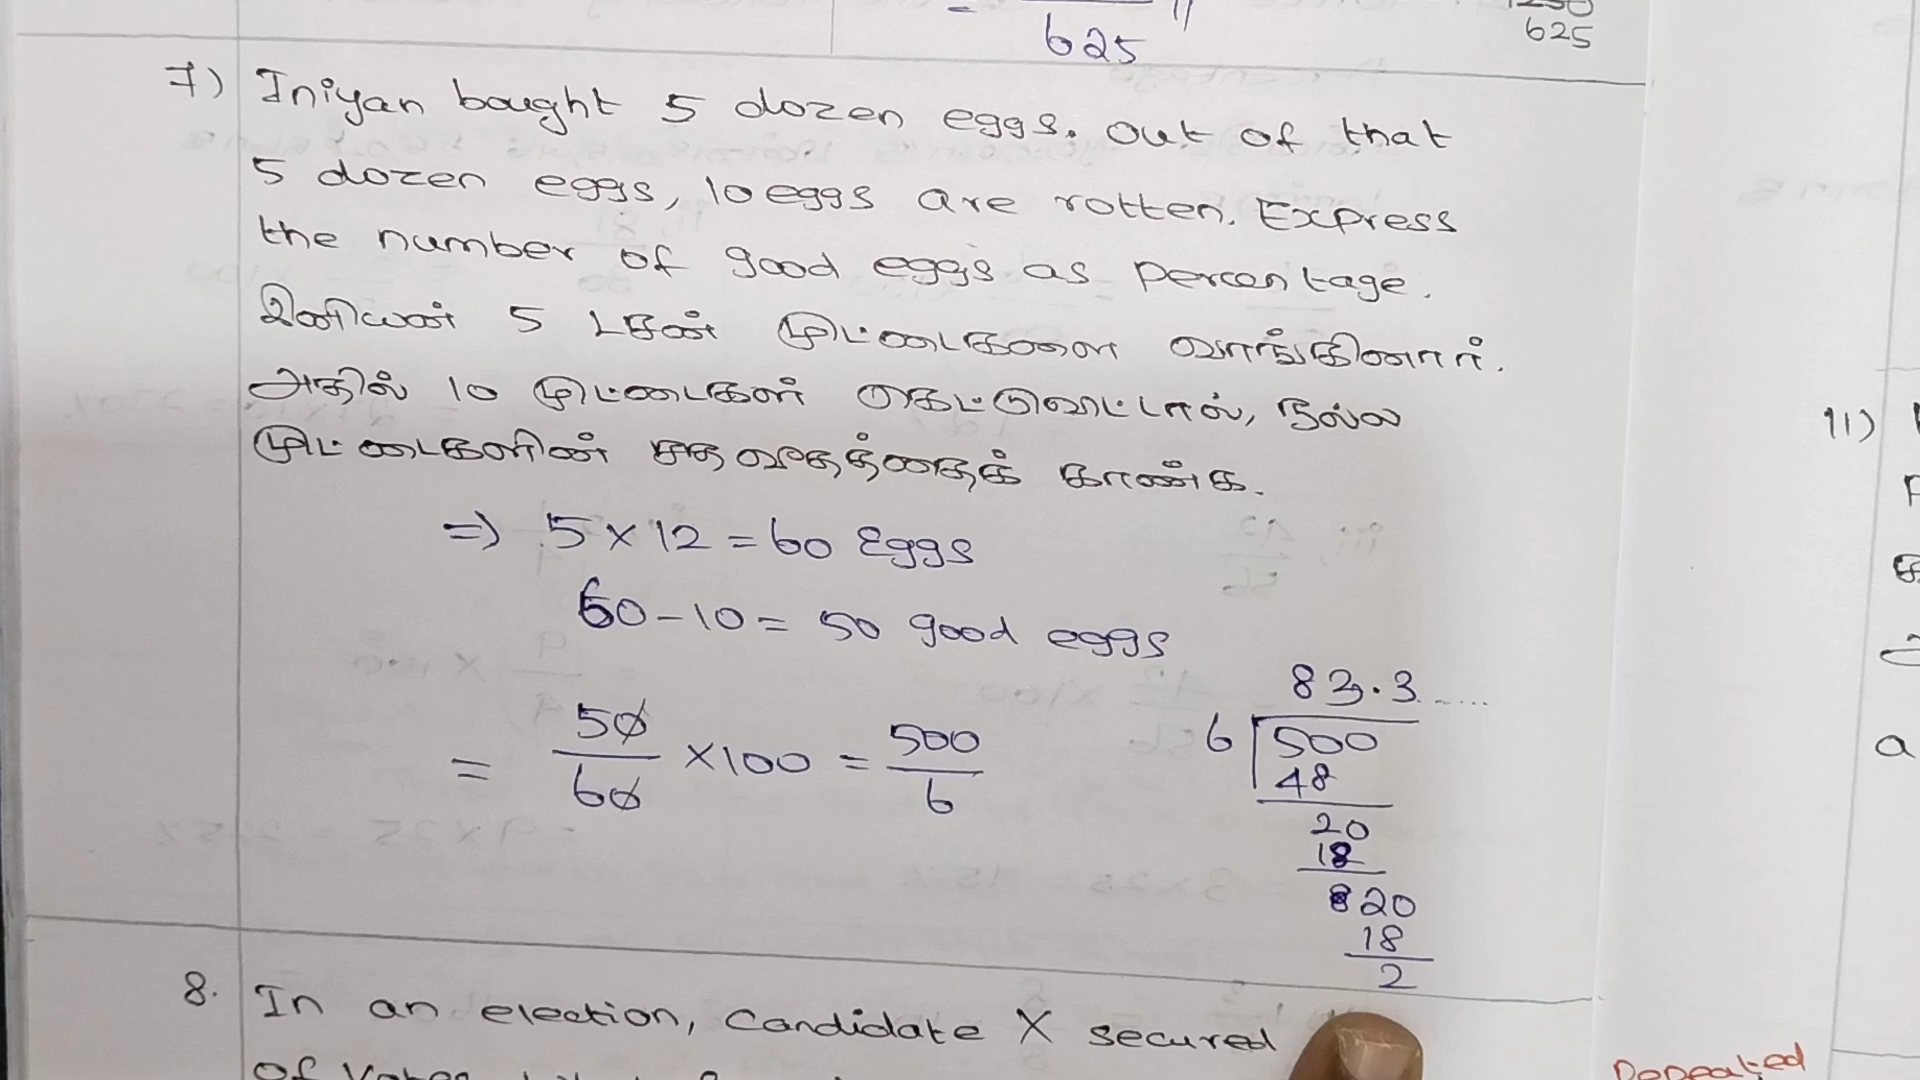 625
625
7) Iniyan bought 5 dozen eggs. Out of that
5 dozen eggs, 10 eggs are rotten. Express
the number of good eggs as percentage.
இனியன் 5 டசன் முட்டைகளை வாங்கினார்.
அதில் 10 முட்டைகள் கெட்டுவிட்டால், நல்ல
முட்டைகளின் சதவீதத்தைக் காண்க.
=> 5 × 12 = 60 Eggs
60 - 10 = 50 good eggs
= 50/60 × 100 = 500/6
83.3.....
6 500
48
20
18
20
18
2
8. In an election, Candidate X secured
Of
11)
a
Repeated